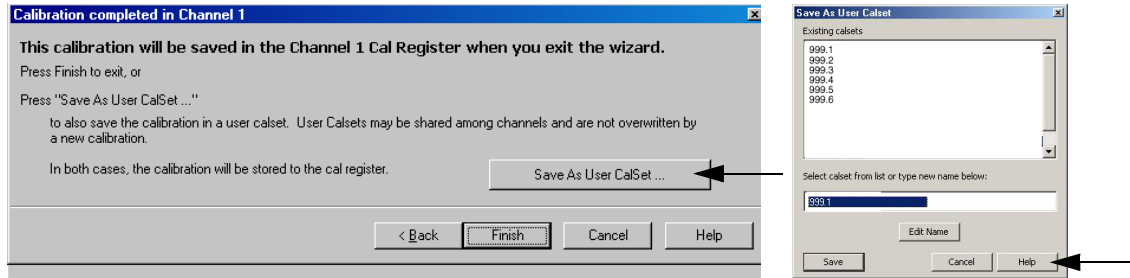 Calibration completed in Channel 1
This calibration will be saved in the Channel 1 Cal Register when you exit the wizard.
Press Finish to exit, or
Press "Save As User CalSet ..."
to also save the calibration in a user calset. User Calsets may be shared among channels and are not overwritten by
a new calibration.
In both cases, the calibration will be stored to the cal register.
Save As User CalSet ...
< Back
Finish
Cancel
Help
Save As User Calset
Existing calsets
999.1
999.2
999.3
999.4
999.5
999.6
Select calset from list or type new name below:
999.1
Edit Name
Save
Cancel
Help